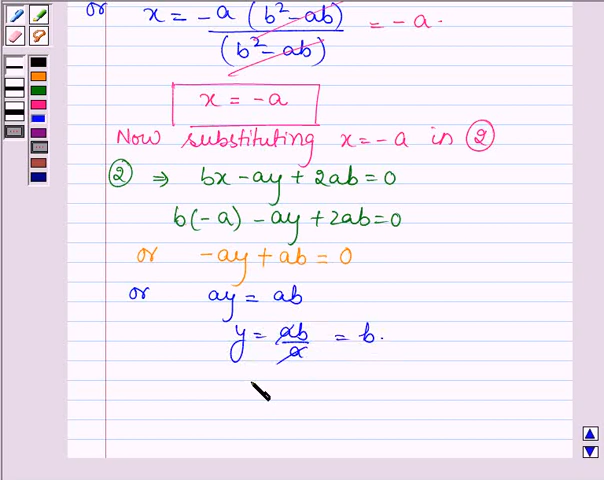 or x = -a (b² - ab) / (b² - ab) = -a.
x = -a
Now substituting x = -a in ②
② ⇒ bx - ay + 2ab = 0
b(-a) - ay + 2ab = 0
or -ay + ab = 0
or ay = ab
y = ab/a = b.